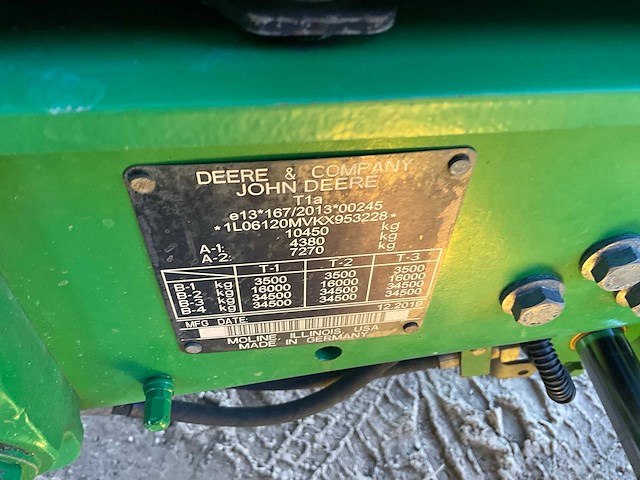 DEERE & COMPANY
JOHN DEERE
T1a
e13*167/2013*00245
*1L06120MVKX953228*
10450 kg
A-1: 4380 kg
A-2: 7270 kg
T-1 T-2 T-3
B-1 kg 3500 3500 3500
B-2 kg 16000 16000 16000
B-3 kg 34500 34500 34500
B-4 kg 34500 34500 34500
MFG DATE 12.2019
MOLINE, ILLINOIS, USA
MADE IN GERMANY